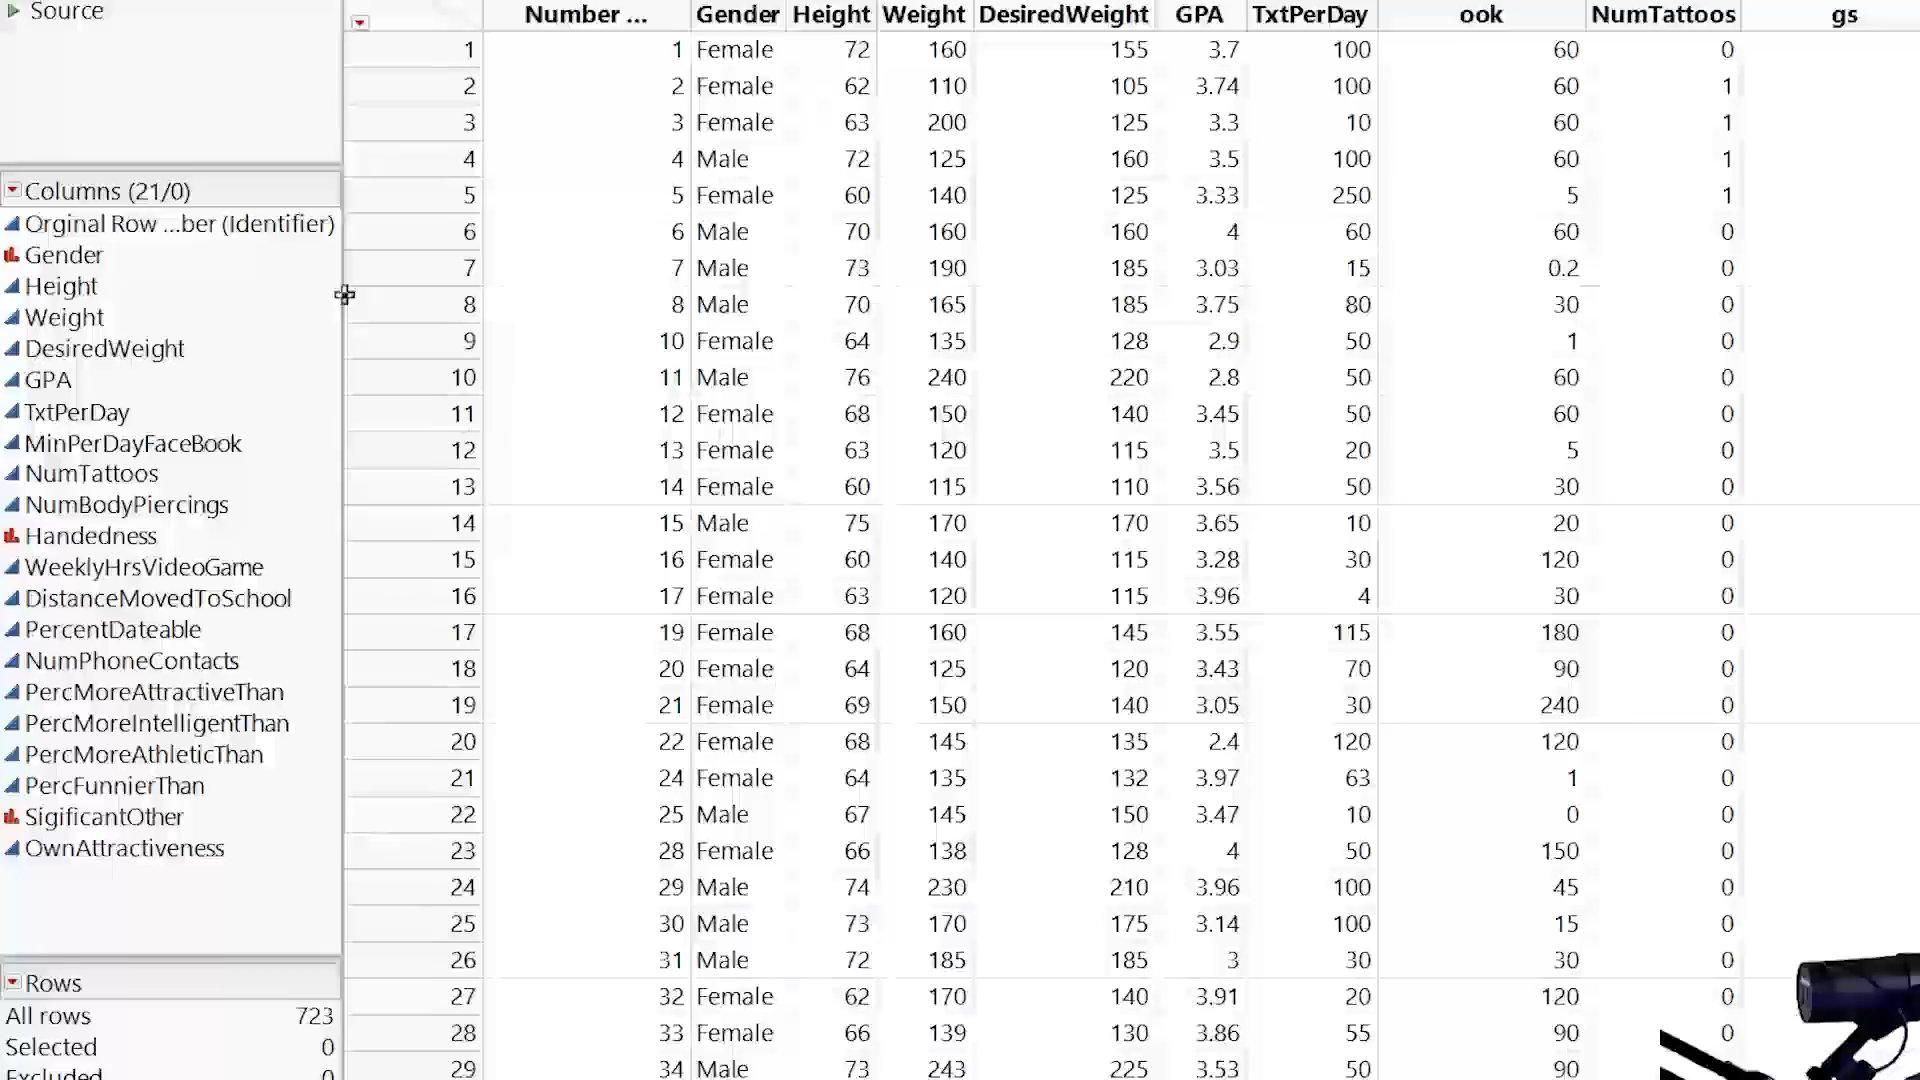 Source
Columns (21/0)
Orginal Row ...ber (Identifier)
Gender
Height
Weight
DesiredWeight
GPA
TxtPerDay
MinPerDayFaceBook
NumTattoos
NumBodyPiercings
Handedness
WeeklyHrsVideoGame
DistanceMovedToSchool
PercentDateable
NumPhoneContacts
PercMoreAttractiveThan
PercMoreIntelligentThan
PercMoreAthleticThan
PercFunnierThan
SigificantOther
OwnAttractiveness
Rows
All rows 723
Selected 0
Excluded 0
Number ... Gender Height Weight DesiredWeight GPA TxtPerDay ook NumTattoos gs
1 1 Female 72 160 155 3.7 100 60 0
2 2 Female 62 110 105 3.74 100 60 1
3 3 Female 63 200 125 3.3 10 60 1
4 4 Male 72 125 160 3.5 100 60 1
5 5 Female 60 140 125 3.33 250 5 1
6 6 Male 70 160 160 4 60 60 0
7 7 Male 73 190 185 3.03 15 0.2 0
8 8 Male 70 165 185 3.75 80 30 0
9 10 Female 64 135 128 2.9 50 1 0
10 11 Male 76 240 220 2.8 50 60 0
11 12 Female 68 150 140 3.45 50 60 0
12 13 Female 63 120 115 3.5 20 5 0
13 14 Female 60 115 110 3.56 50 30 0
14 15 Male 75 170 170 3.65 10 20 0
15 16 Female 60 140 115 3.28 30 120 0
16 17 Female 63 120 115 3.96 4 30 0
17 19 Female 68 160 145 3.55 115 180 0
18 20 Female 64 125 120 3.43 70 90 0
19 21 Female 69 150 140 3.05 30 240 0
20 22 Female 68 145 135 2.4 120 120 0
21 24 Female 64 135 132 3.97 63 1 0
22 25 Male 67 145 150 3.47 10 0 0
23 28 Female 66 138 128 4 50 150 0
24 29 Male 74 230 210 3.96 100 45 0
25 30 Male 73 170 175 3.14 100 15 0
26 31 Male 72 185 185 3 30 30 0
27 32 Female 62 170 140 3.91 20 120 0
28 33 Female 66 139 130 3.86 55 90 0
29 34 Male 73 243 225 3.53 50 90